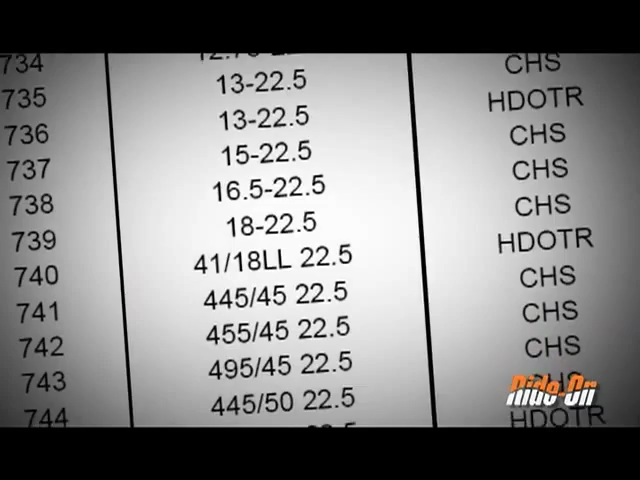 734
735 13-22.5 CHS
736 13-22.5 HDOTR
737 15-22.5 CHS
738 16.5-22.5 CHS
739 18-22.5 CHS
740 41/18LL 22.5 HDOTR
741 445/45 22.5 CHS
742 455/45 22.5 CHS
743 495/45 22.5 CHS
744 445/50 22.5 CHS
HDOTR
Ride-On